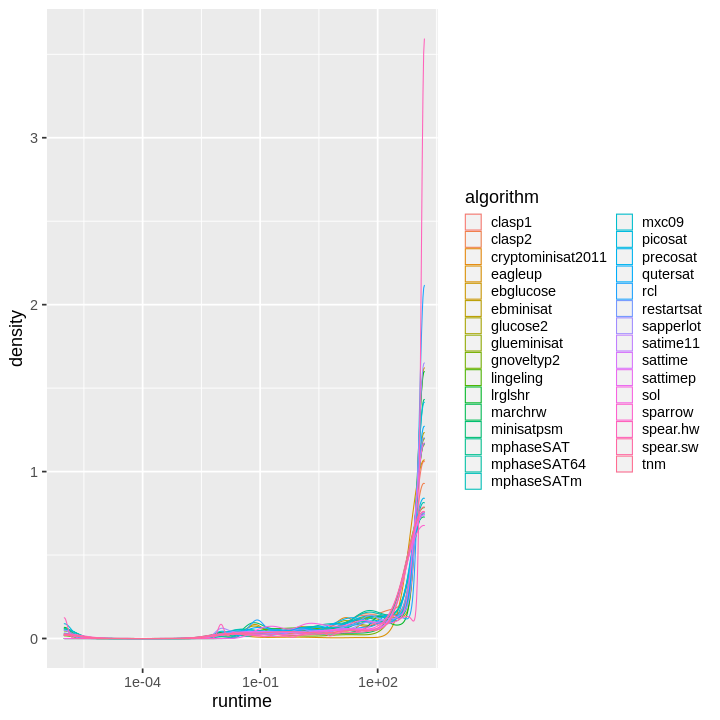 3
2
1
0
density
1e-04
1e-01
1e+02
runtime
algorithm
clasp1
clasp2
cryptominisat2011
eagleup
ebglucose
ebminisat
glucose2
glueminisat
gnoveltyp2
lingeling
lrglshr
marchrw
minisatpsm
mphaseSAT
mphaseSAT64
mphaseSATm
mxc09
picosat
precosat
qutersat
rcl
restartsat
sapperlot
satime11
sattime
sattimep
sol
sparrow
spear.hw
spear.sw
tnm